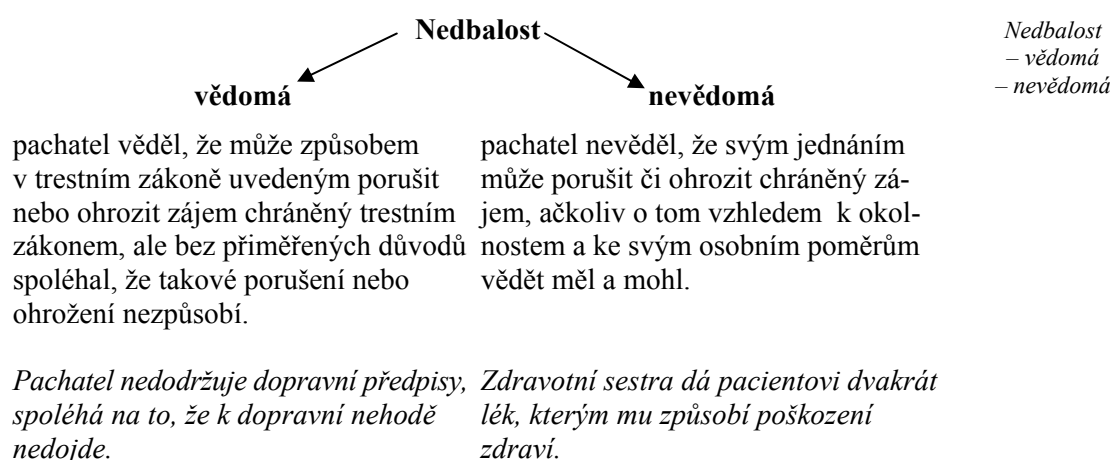 Nedbalost
vědomá
pachatel věděl, že může způsobem
v trestním zákoně uvedeným porušit
nebo ohrozit zájem chráněný trestním
zákonem, ale bez přiměřených důvodů
spoléhal, že takové porušení nebo
ohrožení nezpůsobí.
Pachatel nedodržuje dopravní předpisy,
spoléhá na to, že k dopravní nehodě
nedojde.
nevědomá
pachatel nevěděl, že svým jednáním
může porušit či ohrozit chráněný zá-
jem, ačkoliv o tom vzhledem k okol-
nostem a ke svým osobním poměrům
vědět měl a mohl.
Zdravotní sestra dá pacientovi dvakrát
lék, kterým mu způsobí poškození
zdraví.
Nedbalost
– vědomá
– nevědomá